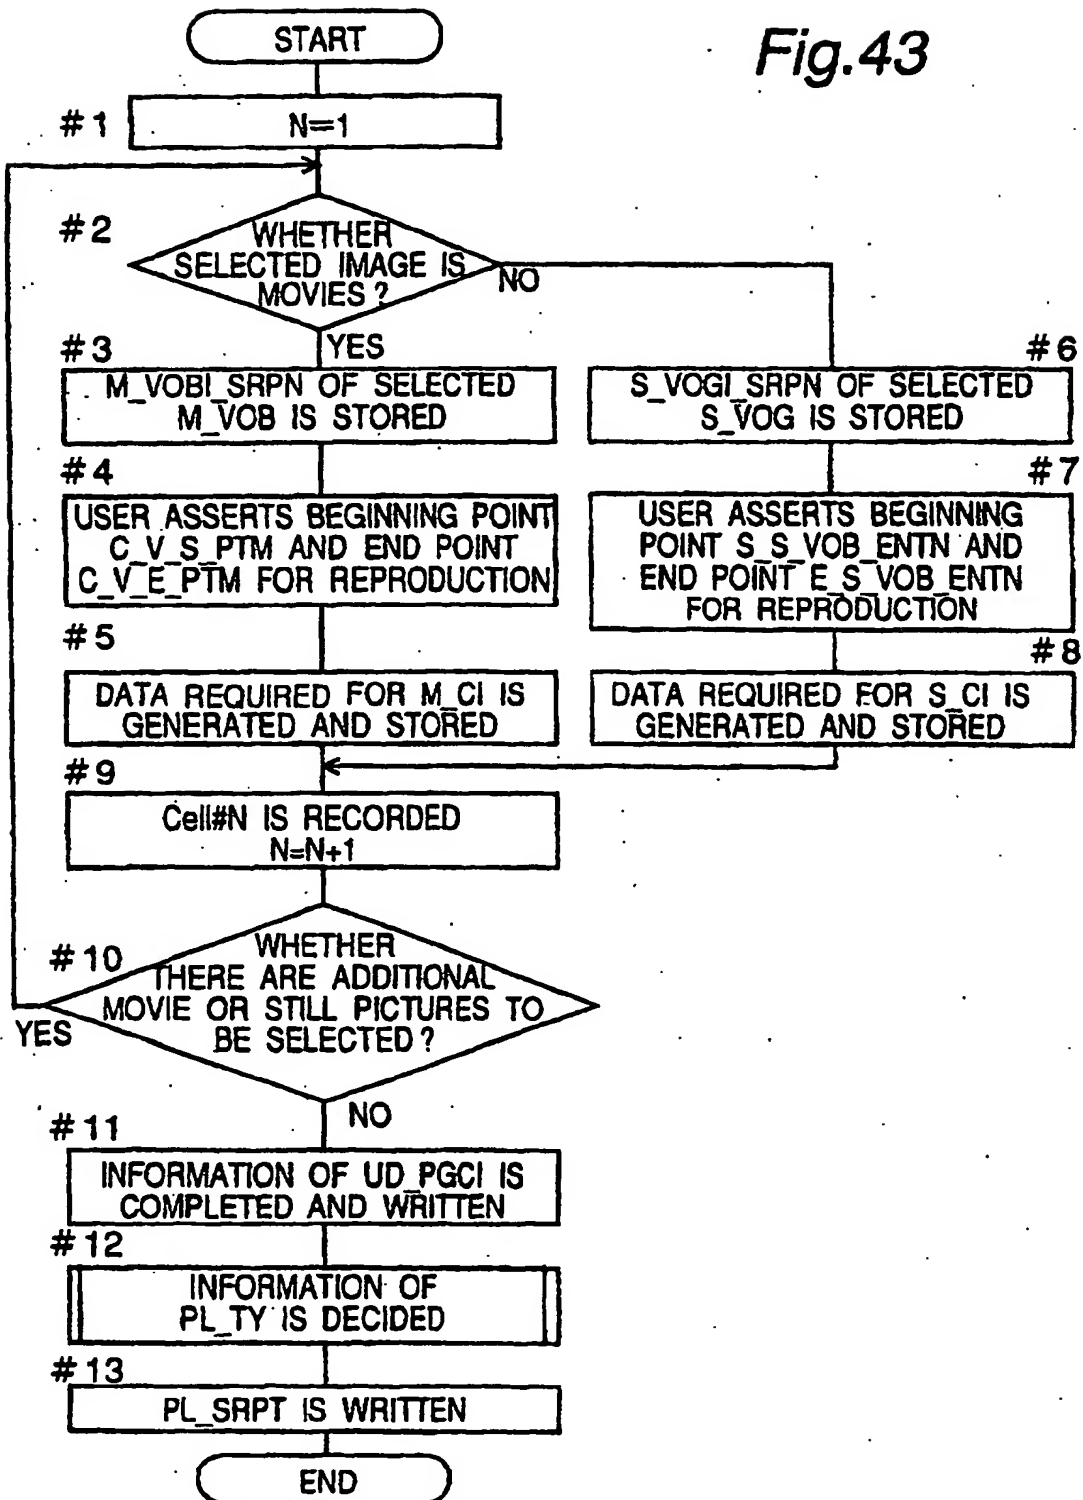 Fig.43
START
#1
N=1
#2
WHETHER
SELECTED IMAGE IS
MOVIES?
NO
YES
#3
M_VOBI_SRPN OF SELECTED
M_VOB IS STORED
#4
USER ASSERTS BEGINNING POINT
C_V_S_PTM AND END POINT
C_V_E_PTM FOR REPRODUCTION
#5
DATA REQUIRED FOR M_CI IS
GENERATED AND STORED
#6
S_VOGI_SRPN OF SELECTED
S_VOG IS STORED
#7
USER ASSERTS BEGINNING
POINT S_S_VOB_ENTN AND
END POINT E_S_VOB_ENTN
FOR REPRODUCTION
#8
DATA REQUIRED FOR S_CI IS
GENERATED AND STORED
#9
Cell#N IS RECORDED
N=N+1
#10
WHETHER
THERE ARE ADDITIONAL
MOVIE OR STILL PICTURES TO
BE SELECTED?
YES
NO
#11
INFORMATION OF UD_PGCI IS
COMPLETED AND WRITTEN
#12
INFORMATION OF
PL_TY IS DECIDED
#13
PL_SRPT IS WRITTEN
END